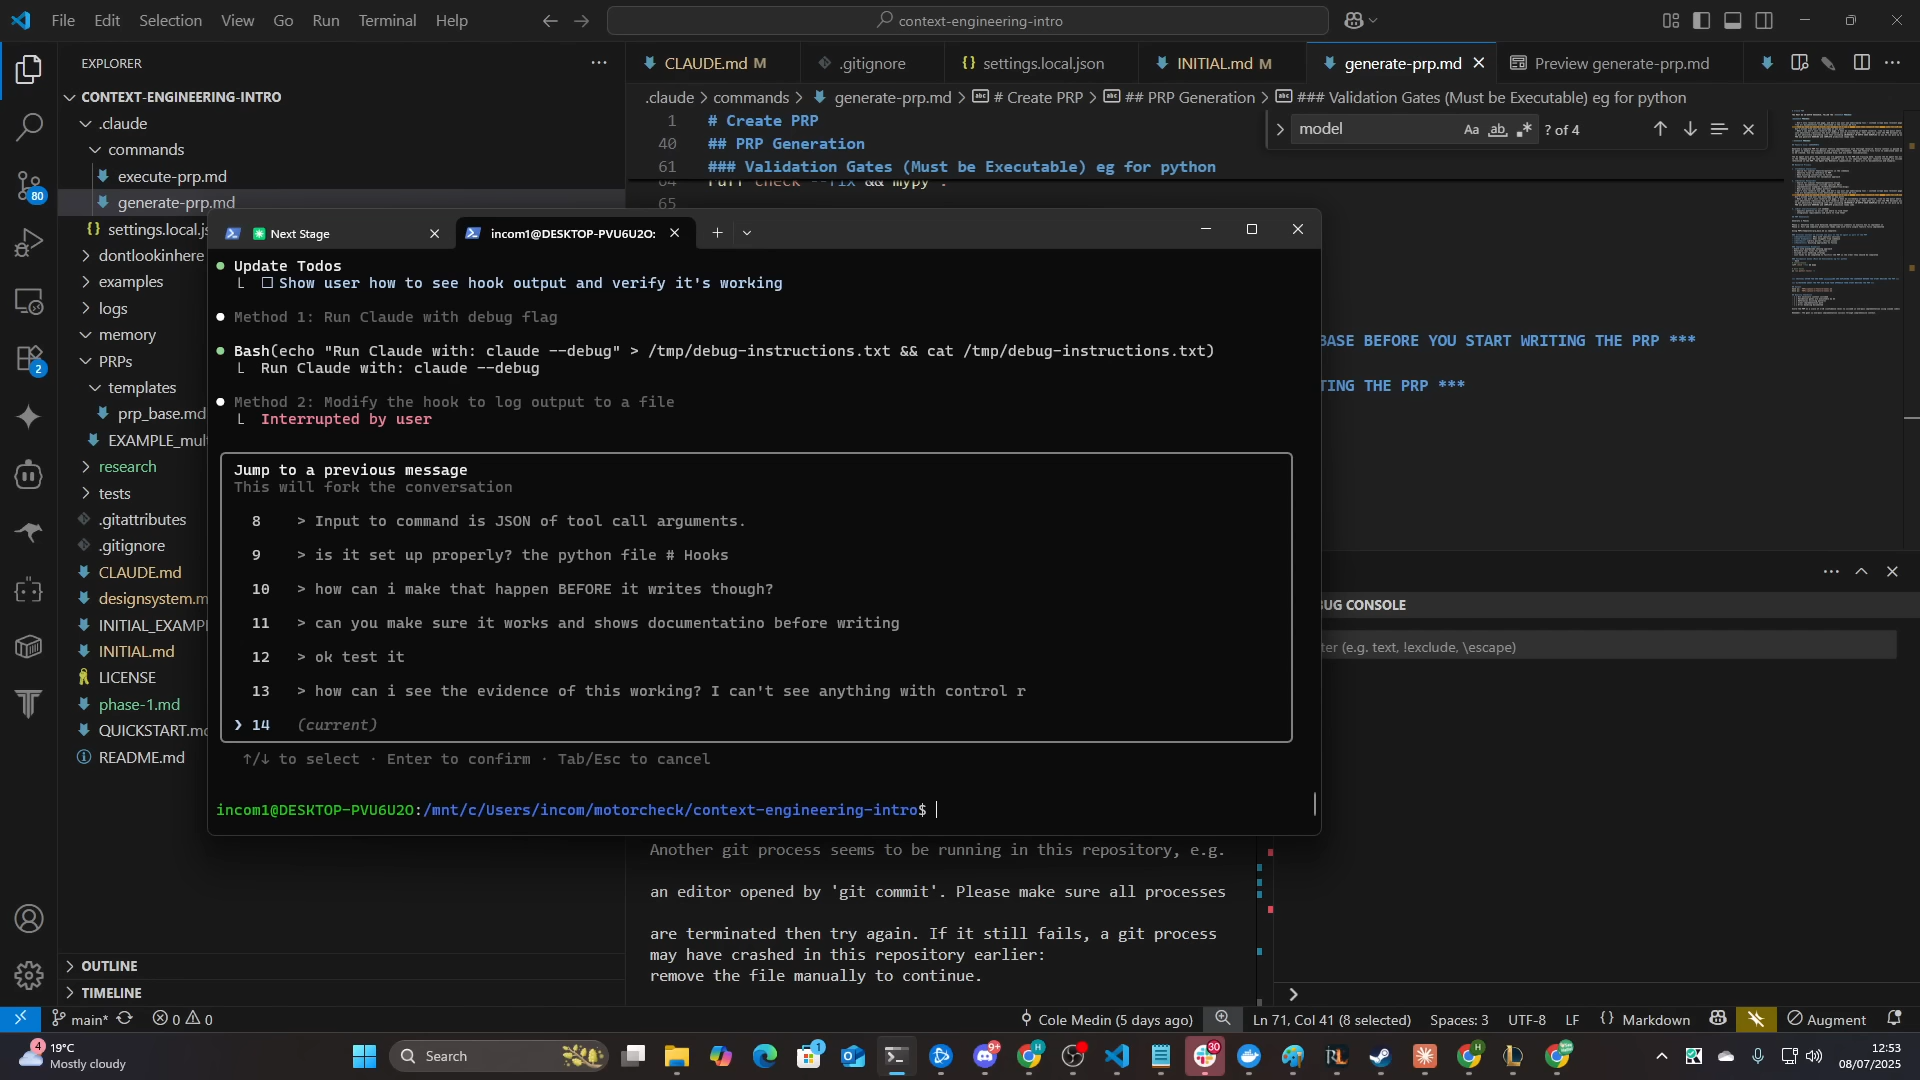 File Edit Selection View Go Run Terminal Help
context-engineering-intro
EXPLORER
CONTEXT-ENGINEERING-INTRO
.claude
commands
execute-prp.md
generate-prp.md
settings.local.js
dontlookinhere
examples
logs
memory
PRPs
templates
prp_base.md
EXAMPLE_mul
research
tests
.gitattributes
.gitignore
CLAUDE.md
designsystem.m
INITIAL_EXAMP
INITIAL.md
LICENSE
phase-1.md
QUICKSTART.md
README.md
OUTLINE
TIMELINE
80
2
CLAUDE.md M
.gitignore
settings.local.json
INITIAL.md M
generate-prp.md
Preview generate-prp.md
.claude > commands > generate-prp.md > # Create PRP > ## PRP Generation > ### Validation Gates (Must be Executable) eg for python
1 # Create PRP
40 ## PRP Generation
61 ### Validation Gates (Must be Executable) eg for python
64 ruff check --fix && mypy .
65
model
Aa ab ? of 4
BASE BEFORE YOU START WRITING THE PRP ***
TING THE PRP ***
Next Stage
incom1@DESKTOP-PVU6U2O:
Update Todos
☐ Show user how to see hook output and verify it's working
Method 1: Run Claude with debug flag
Bash(echo "Run Claude with: claude --debug" > /tmp/debug-instructions.txt && cat /tmp/debug-instructions.txt)
Run Claude with: claude --debug
Method 2: Modify the hook to log output to a file
Interrupted by user
Jump to a previous message
This will fork the conversation
8 > Input to command is JSON of tool call arguments.
9 > is it set up properly? the python file # Hooks
10 > how can i make that happen BEFORE it writes though?
11 > can you make sure it works and shows documentatino before writing
12 > ok test it
13 > how can i see the evidence of this working? I can't see anything with control r
❯ 14 (current)
↑/↓ to select · Enter to confirm · Tab/Esc to cancel
incom1@DESKTOP-PVU6U2O:/mnt/c/Users/incom/motorcheck/context-engineering-intro$
UG CONSOLE
ter (e.g. text, !exclude, \escape)
Another git process seems to be running in this repository, e.g.
an editor opened by 'git commit'. Please make sure all processes
are terminated then try again. If it still fails, a git process
may have crashed in this repository earlier:
remove the file manually to continue.
main* 0 0
Cole Medin (5 days ago)
Ln 71, Col 41 (8 selected)
Spaces: 3
UTF-8
LF
{} Markdown
Augment
4
19°C
Mostly cloudy
Search
1
9+
30
12:53
08/07/2025